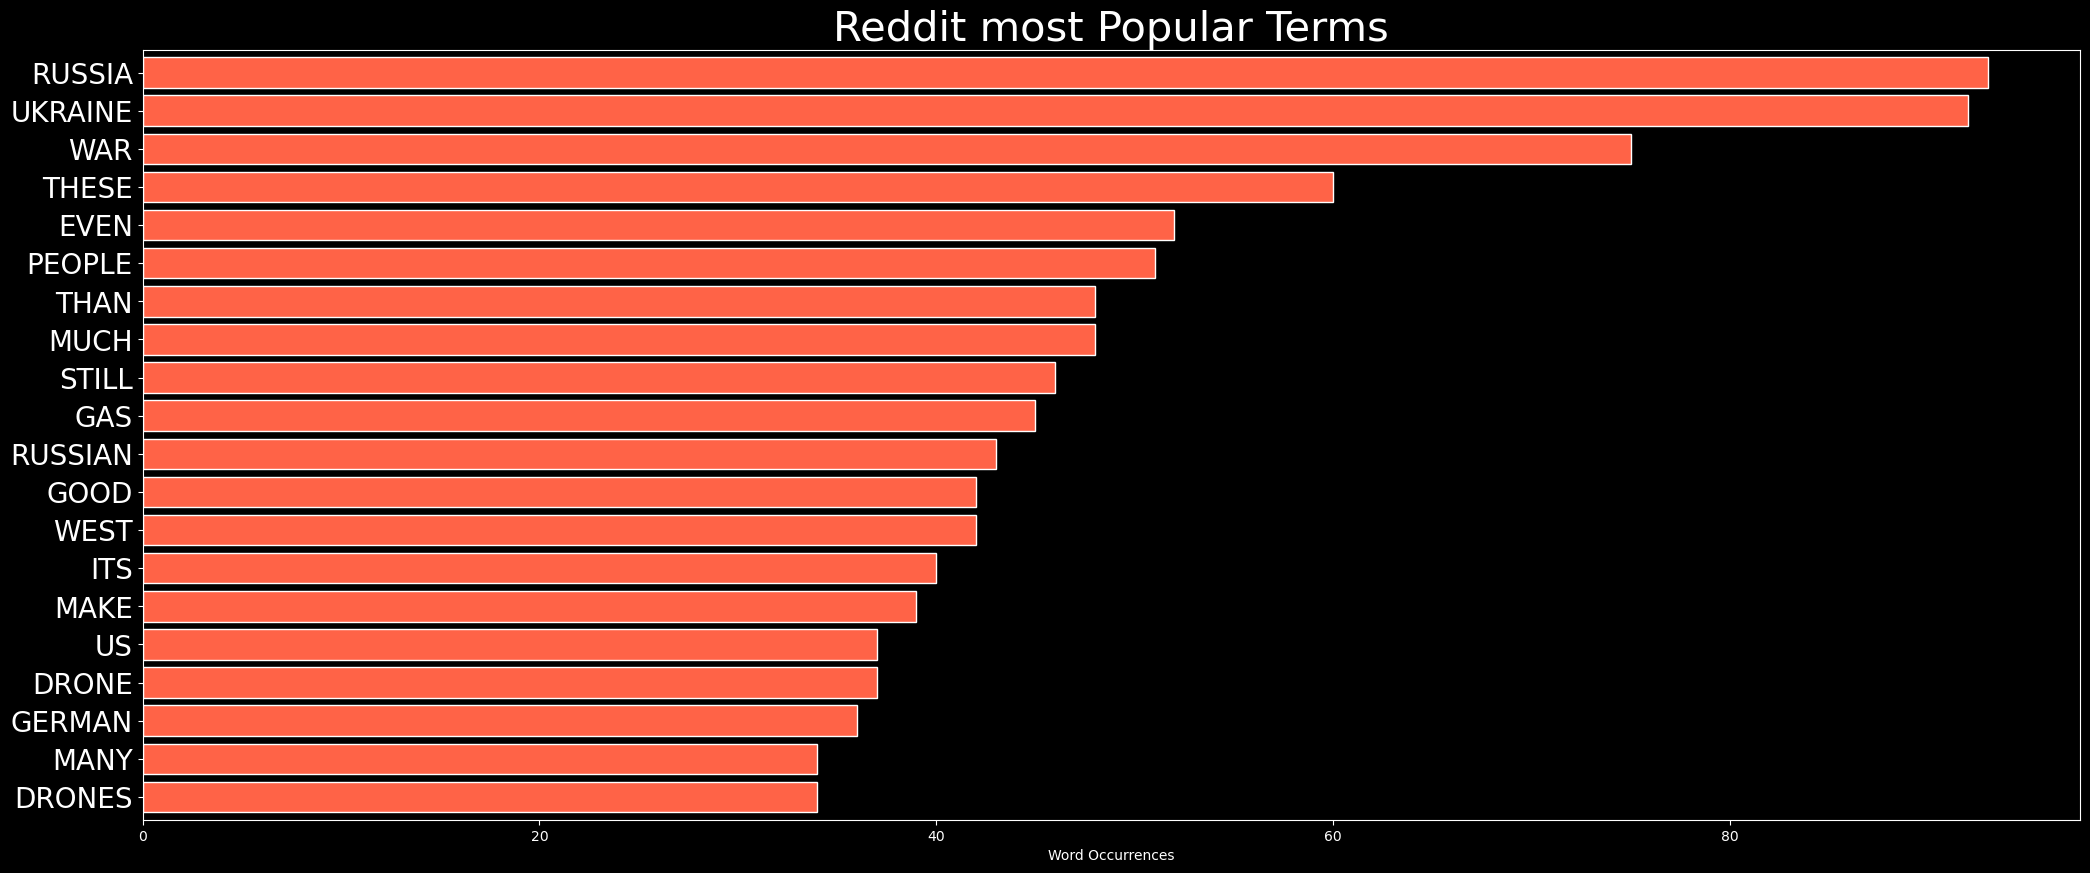 Reddit most Popular Terms
RUSSIA
UKRAINE
WAR
THESE
EVEN
PEOPLE
THAN
MUCH
STILL
GAS
RUSSIAN
GOOD
WEST
ITS
MAKE
US
DRONE
GERMAN
MANY
DRONES
0 20 40 60 80
Word Occurrences